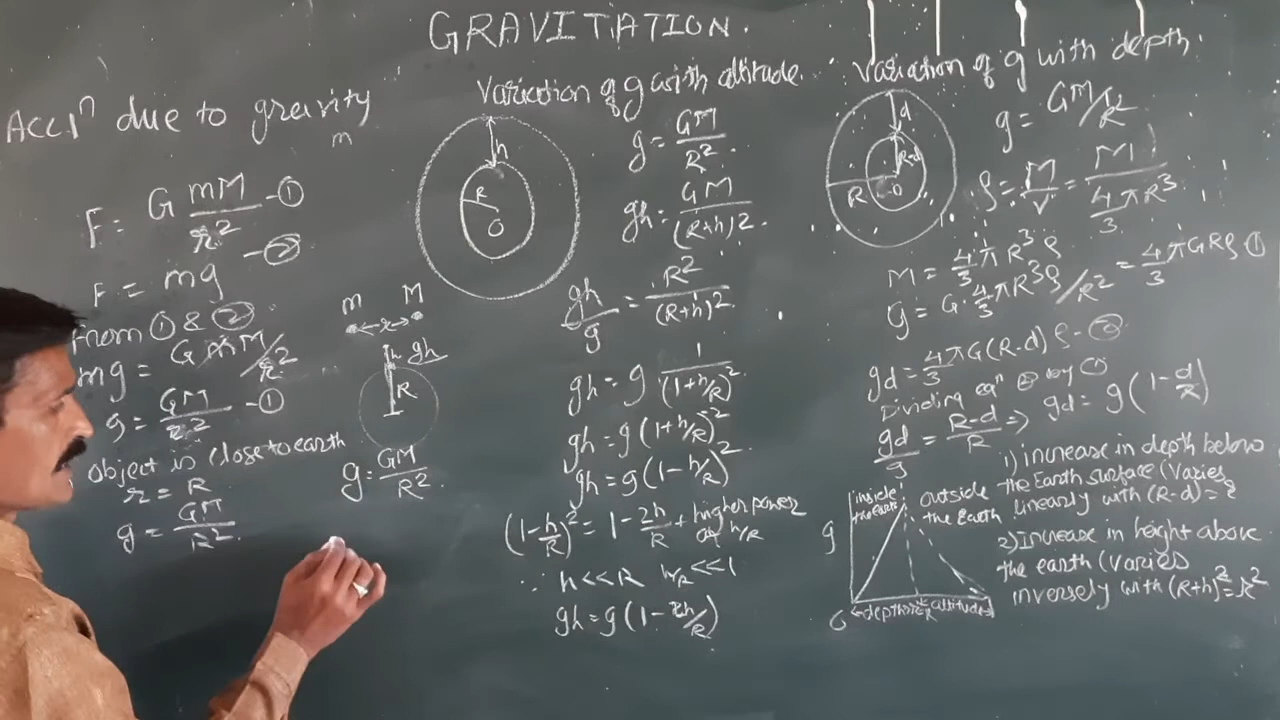 GRAVITATION.
Accl^n due to gravity
m
F = G mM/r² -①
F = mg -②
From ① & ②
mg = GmM/r²
g = GM/r² -①
object is close to earth
r = R
g = GM/R².
m M
r
h gh
R
g = GM/R².
Variation of g with altitude.
h
R
O
g = GM/R².
gh = GM/(R+h)².
gh/g = R²/(R+h)².
gh = g 1/(1+h/R)²
gh = g(1+h/R)²
gh = g(1-h/R)²
(1-h/R)² = 1-2h/R + higher power of h/R
∵ h<<R h/R<<1
gh = g(1-2h/R)
Variation of g with depth.
d
R-d
R
O
g = GM/R²
ρ = M/V = M/(4/3 πR³)
M = 4/3 πR³ρ
g = G·4/3 πR³ρ/R² = 4/3 πGRρ ①
gd = 4/3 πG(R-d)ρ -②
Dividing eqⁿ ② by ①
gd/g = R-d/R ⇒ gd = g(1-d/R)
1) increase in depth below
the Earth surface (varies
linearly with (R-d) = r
2) Increase in height above
the earth (varies
inversely with (R+h)² = r²
inside
the Earth
outside
the Earth
g
O
depth
R
altitude